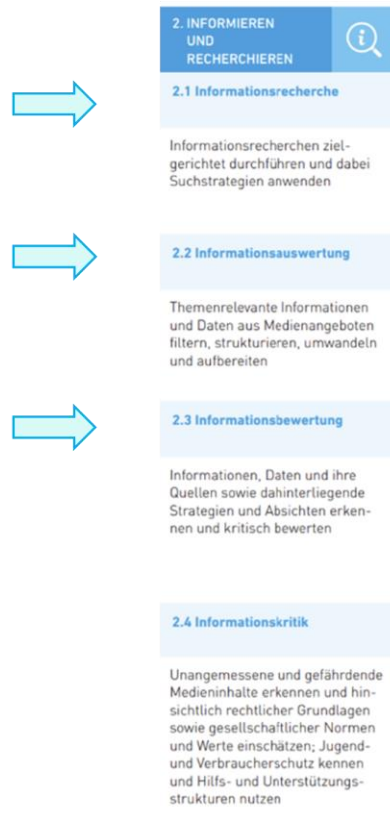 2. INFORMIEREN
UND
RECHERCHIEREN
2.1 Informationsrecherche
Informationsrecherchen ziel-
gerichtet durchführen und dabei
Suchstrategien anwenden
2.2 Informationsauswertung
Themenrelevante Informationen
und Daten aus Medienangeboten
filtern, strukturieren, umwandeln
und aufbereiten
2.3 Informationsbewertung
Informationen, Daten und ihre
Quellen sowie dahinterliegende
Strategien und Absichten erken-
nen und kritisch bewerten
2.4 Informationskritik
Unangemessene und gefährdende
Medieninhalte erkennen und hin-
sichtlich rechtlicher Grundlagen
sowie gesellschaftlicher Normen
und Werte einschätzen; Jugend-
und Verbraucherschutz kennen
und Hilfs- und Unterstützungs-
strukturen nutzen